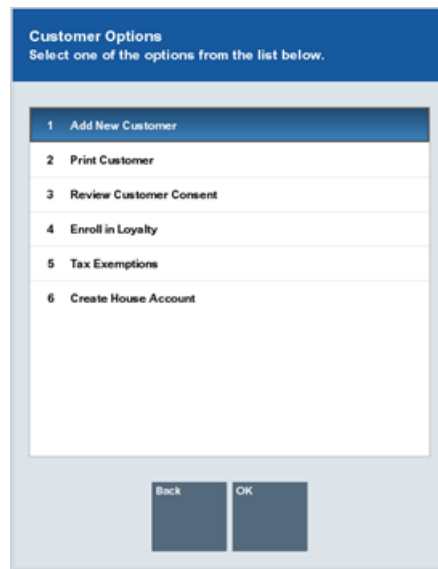 Customer Options
Select one of the options from the list below.
1 Add New Customer
2 Print Customer
3 Review Customer Consent
4 Enroll in Loyalty
5 Tax Exemptions
6 Create House Account
Back OK